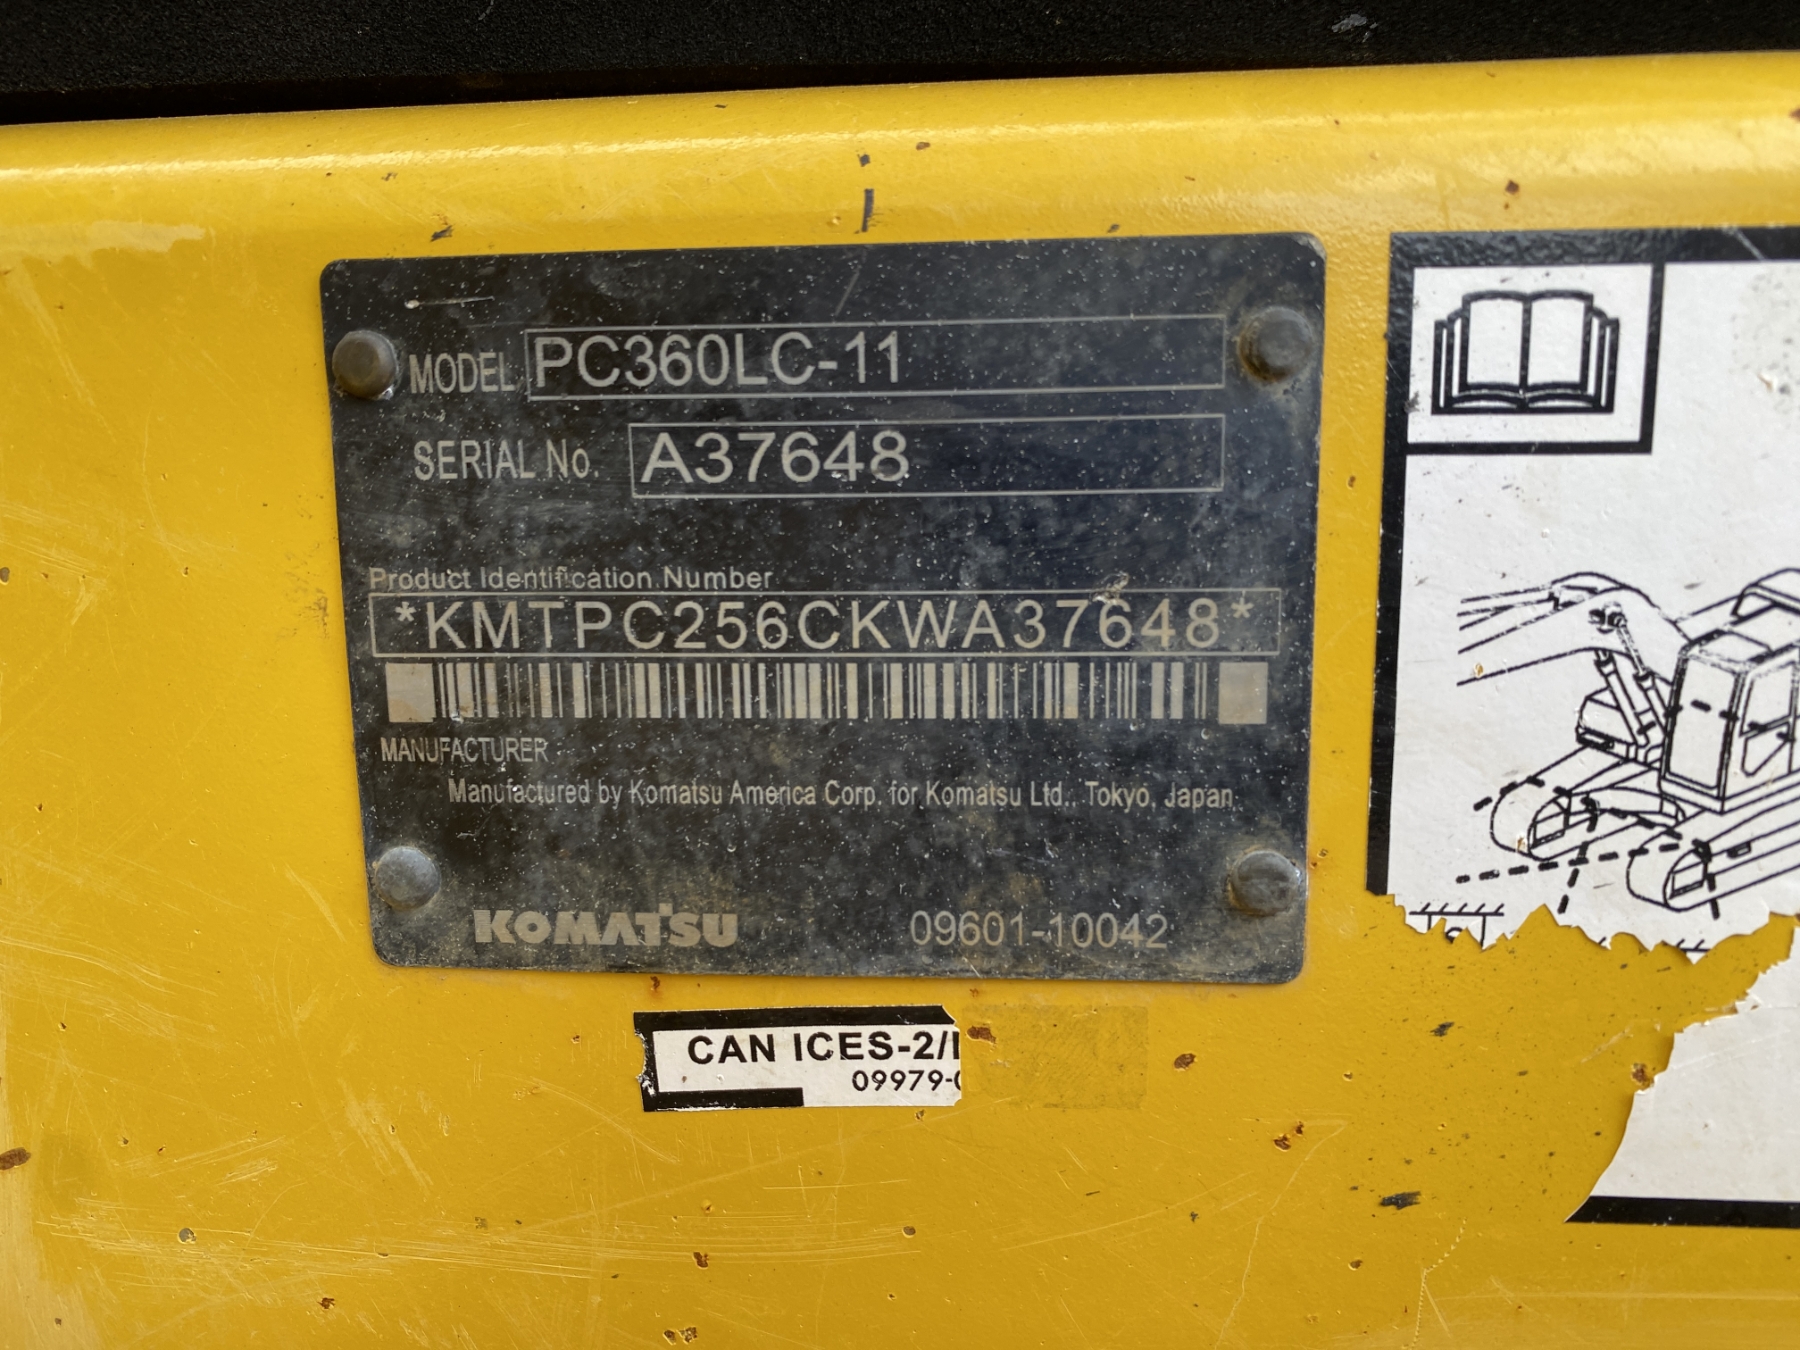 MODEL PC360LC-11
SERIAL No. A37648
Product Identification Number
*KMTPC256CKWA37648*
MANUFACTURER
Manufactured by Komatsu America Corp. for Komatsu Ltd., Tokyo, Japan
KOMATSU 09601-10042
CAN ICES-2/
09979-